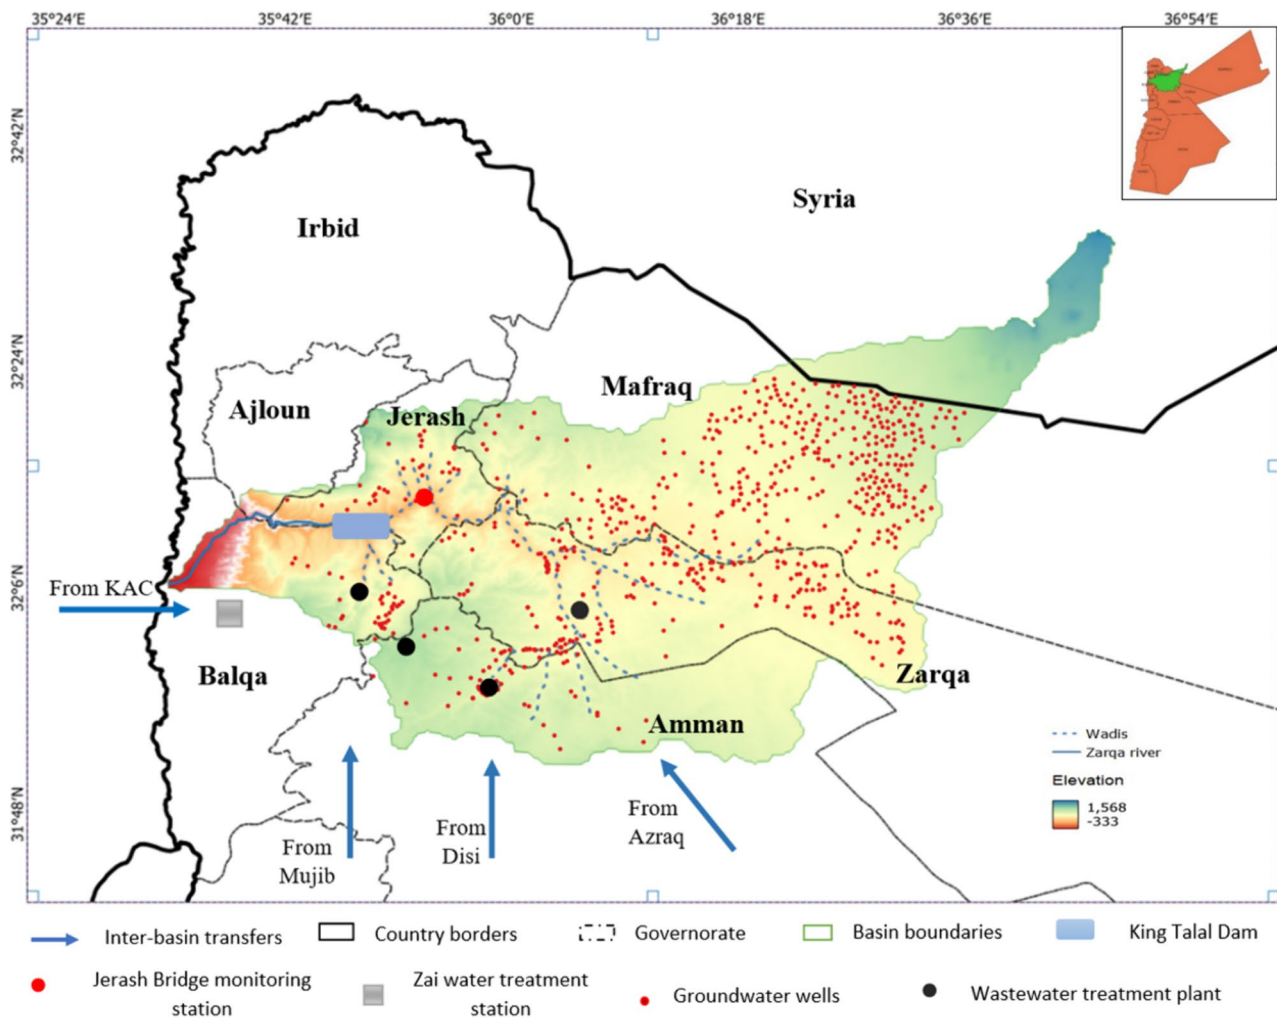 35°24'E 35°42'E 36°0'E 36°18'E 36°36'E 36°54'E
32°42'N
32°24'N
32°6'N
31°48'N
Syria
Irbid
Mafraq
Ajloun
Jerash
From KAC
Balqa
Zarqa
Amman
Wadis
Zarqa river
Elevation
1,568
-333
From
Mujib
From
Disi
From
Azraq
Inter-basin transfers
Country borders
Governorate
Basin boundaries
King Talal Dam
Jerash Bridge monitoring
station
Zai water treatment
station
Groundwater wells
Wastewater treatment plant